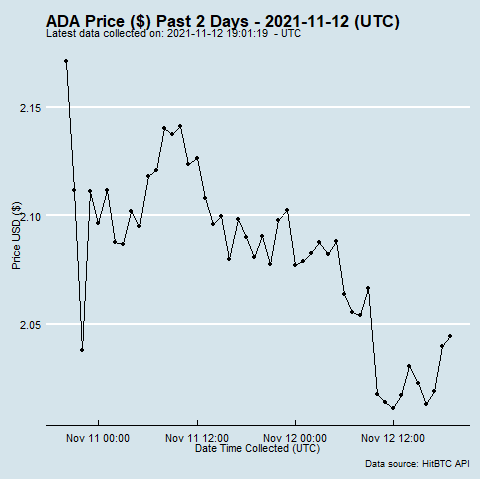 ADA Price ($) Past 2 Days - 2021-11-12 (UTC)
Latest data collected on: 2021-11-12 19:01:19 - UTC
2.15
2.10
2.05
Price USD ($)
Nov 11 00:00 Nov 11 12:00 Nov 12 00:00 Nov 12 12:00
Date Time Collected (UTC)
Data source: HitBTC API